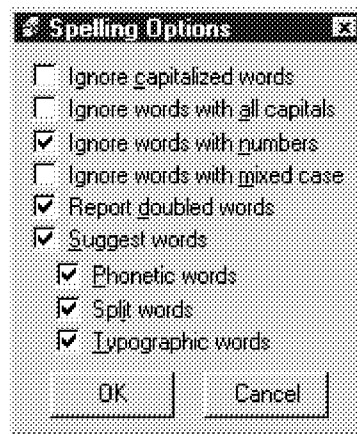 Spelling Options
Ignore capitalized words
Ignore words with all capitals
Ignore words with numbers
Ignore words with mixed case
Report doubled words
Suggest words
Phonetic words
Split words
Typographic words
OK Cancel